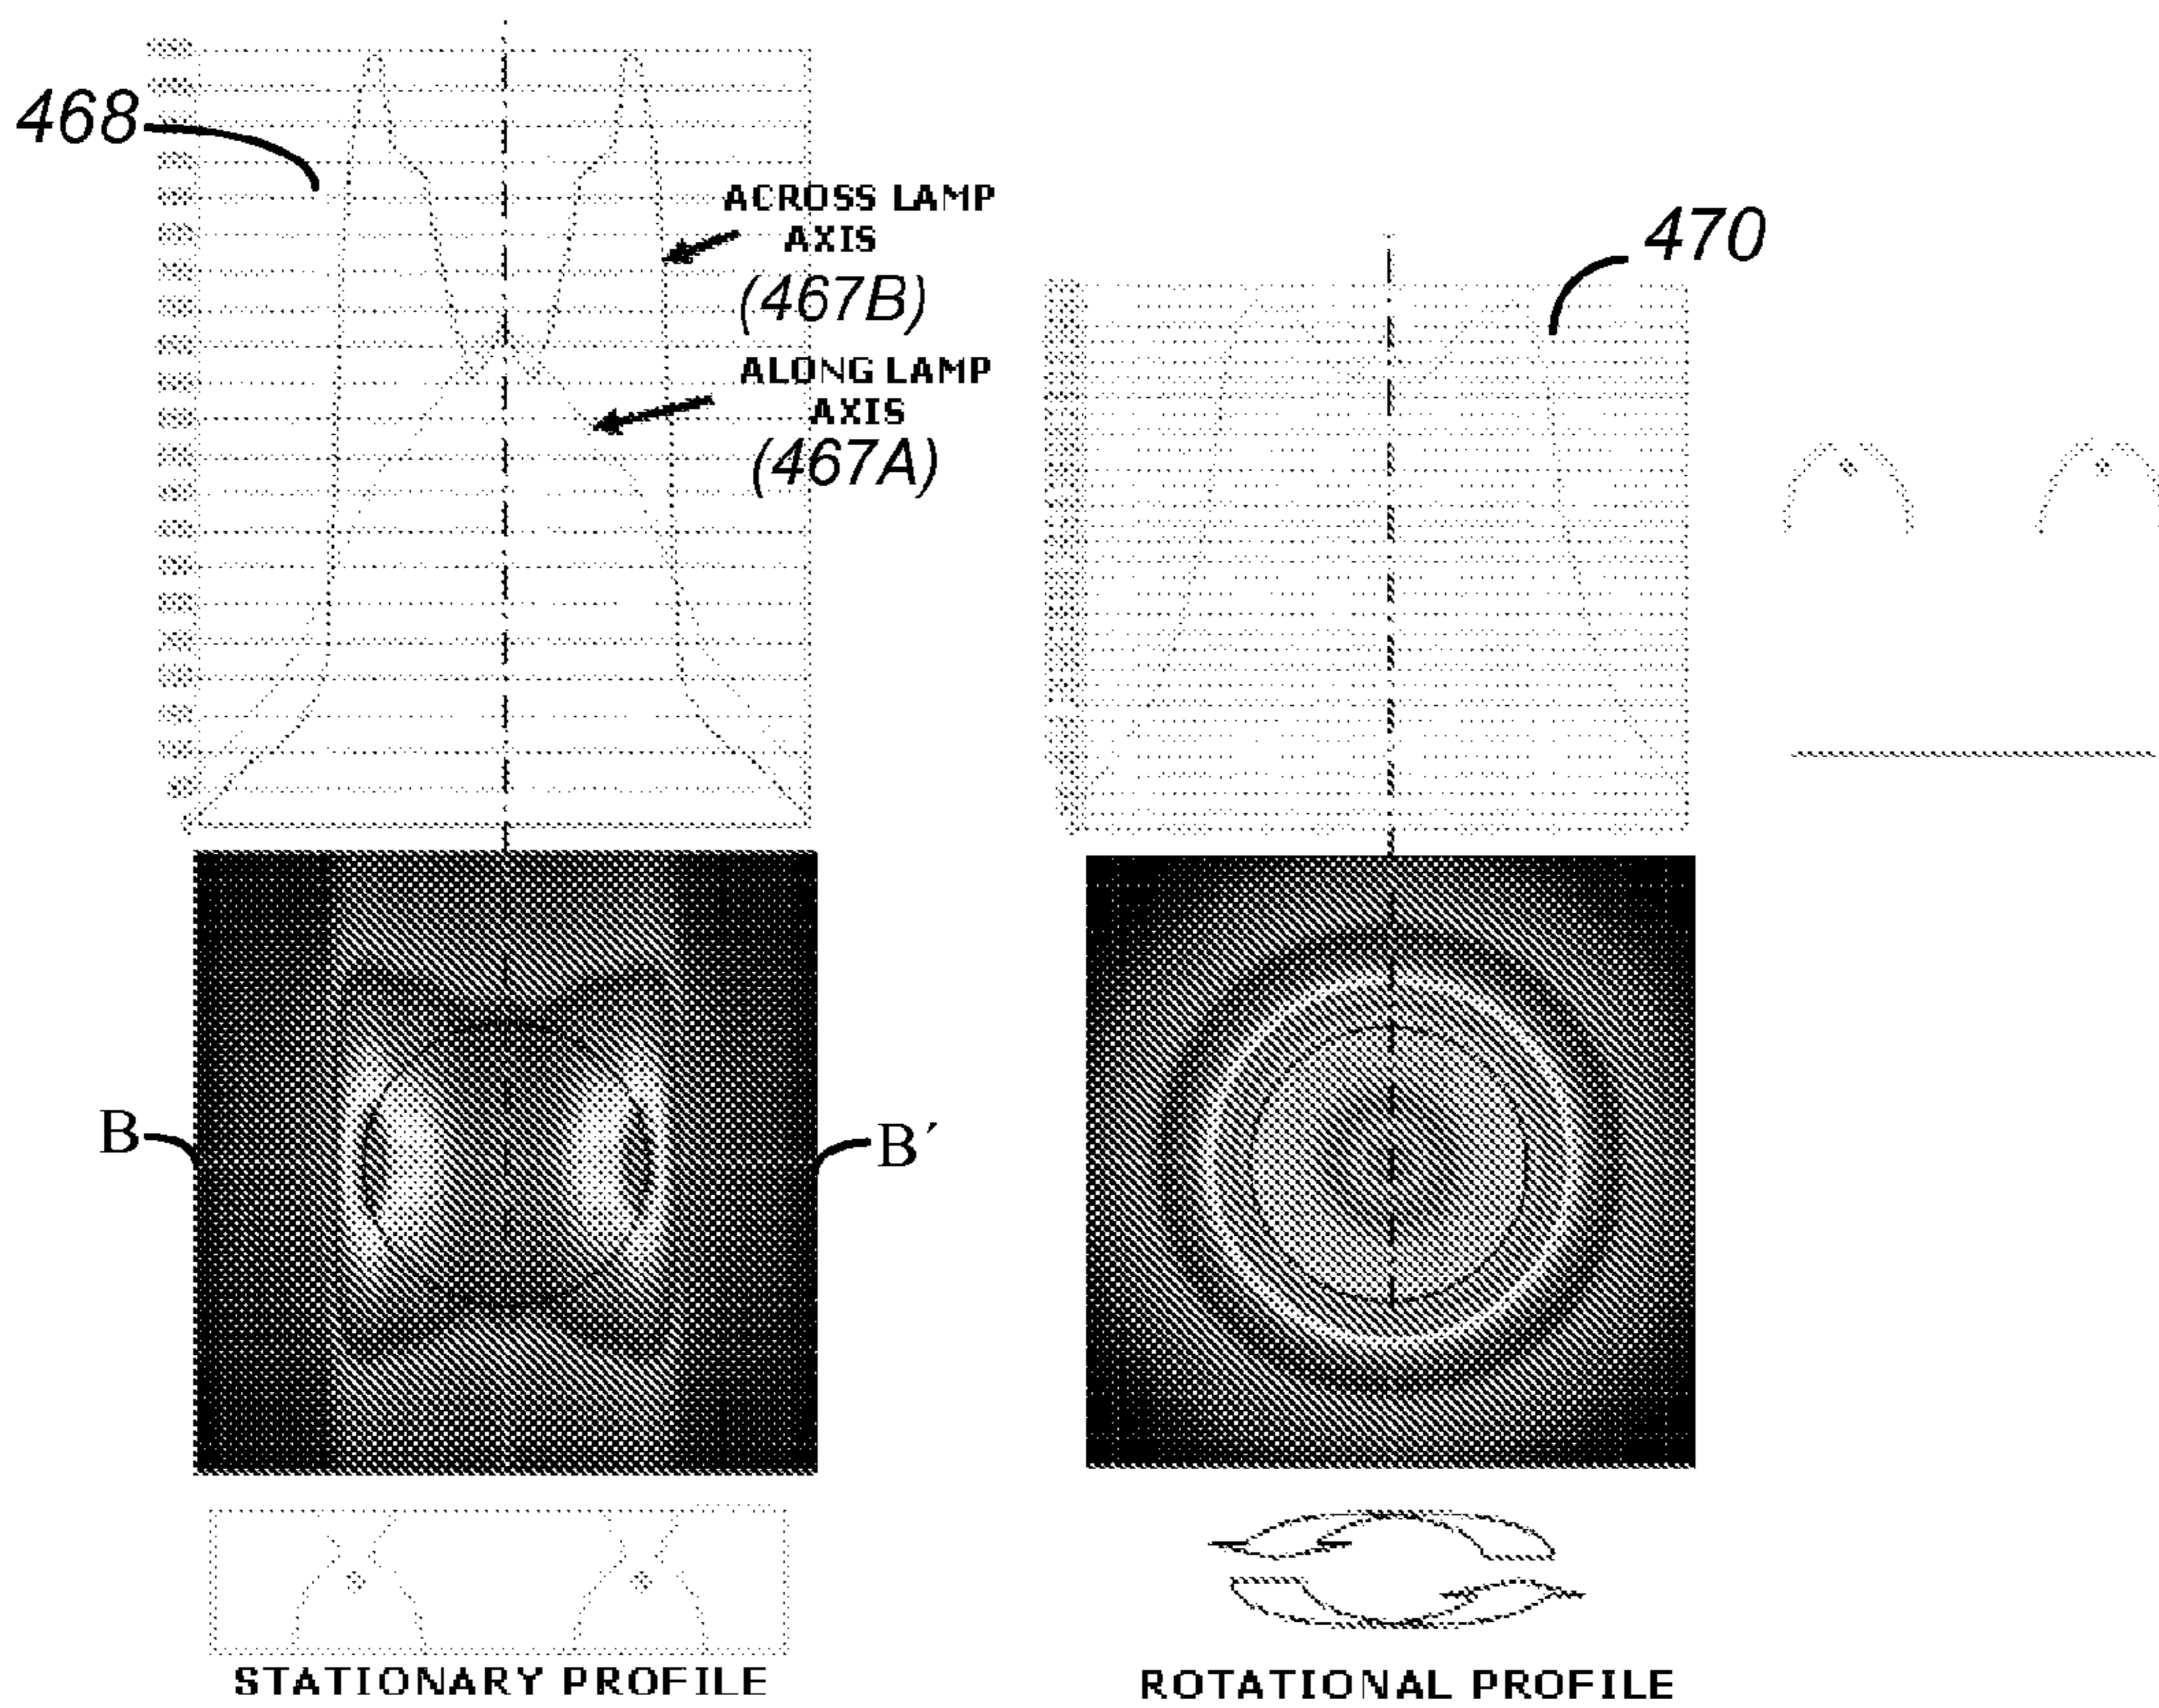 468
ACROSS LAMP
AXIS
(467B)
ALONG LAMP
AXIS
(467A)
470
B
B´
STATIONARY PROFILE
ROTATIONAL PROFILE